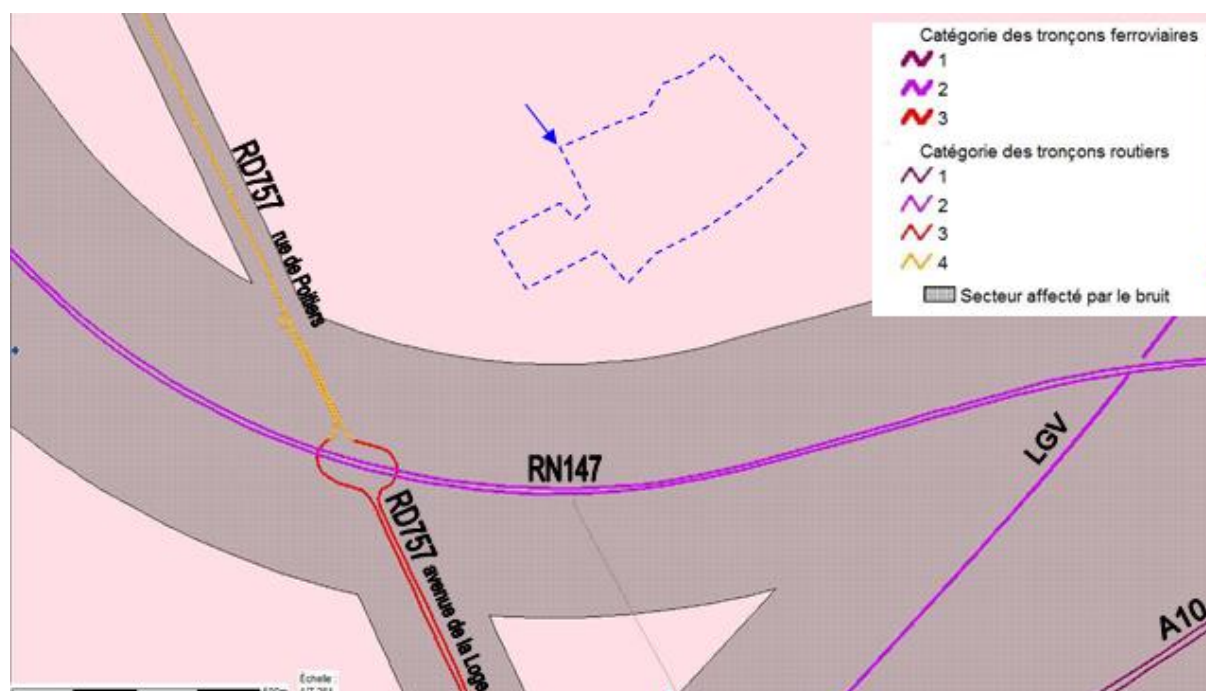 Catégorie des tronçons ferroviaires
1
2
3
Catégorie des tronçons routiers
1
2
3
4
Secteur affecté par le bruit
RD757
rue de Poitiers
RN147
LGV
RD757
avenue de la Loge
A10
Échelle :